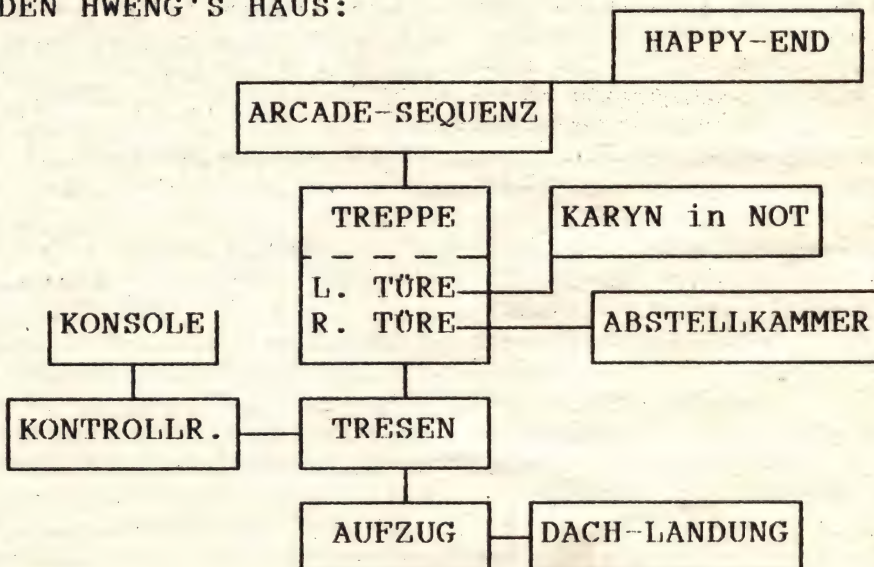 DEN HWENG'S HAUS:
HAPPY-END
ARCADE-SEQUENZ
TREPPE
KARYN in NOT
L. TÜRE
KONSOLE
R. TÜRE
ABSTELLKAMMER
KONTROLLR.
TRESEN
AUFZUG
DACH-LANDUNG